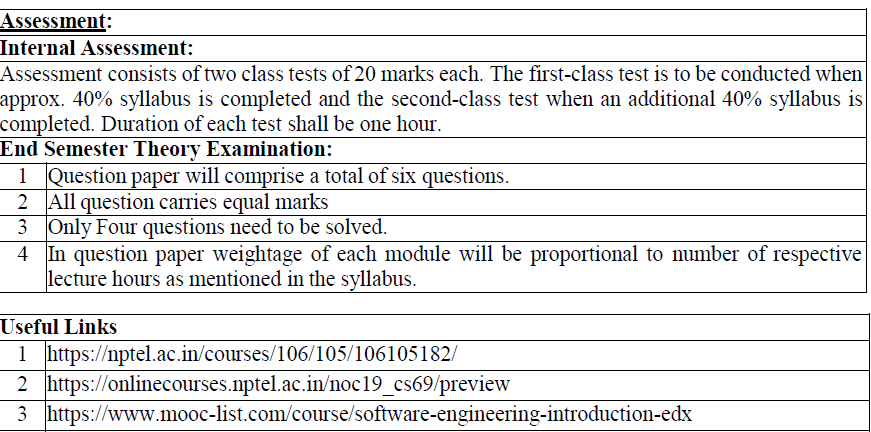 Assessment:
Internal Assessment:
Assessment consists of two class tests of 20 marks each. The first-class test is to be conducted when
approx. 40% syllabus is completed and the second-class test when an additional 40% syllabus is
completed. Duration of each test shall be one hour.
End Semester Theory Examination:
1 Question paper will comprise a total of six questions.
2 All question carries equal marks
3 Only Four questions need to be solved.
4 In question paper weightage of each module will be proportional to number of respective
lecture hours as mentioned in the syllabus.
Useful Links
1 https://nptel.ac.in/courses/106/105/106105182/
2 https://onlinecourses.nptel.ac.in/noc19_cs69/preview
3 https://www.mooc-list.com/course/software-engineering-introduction-edx